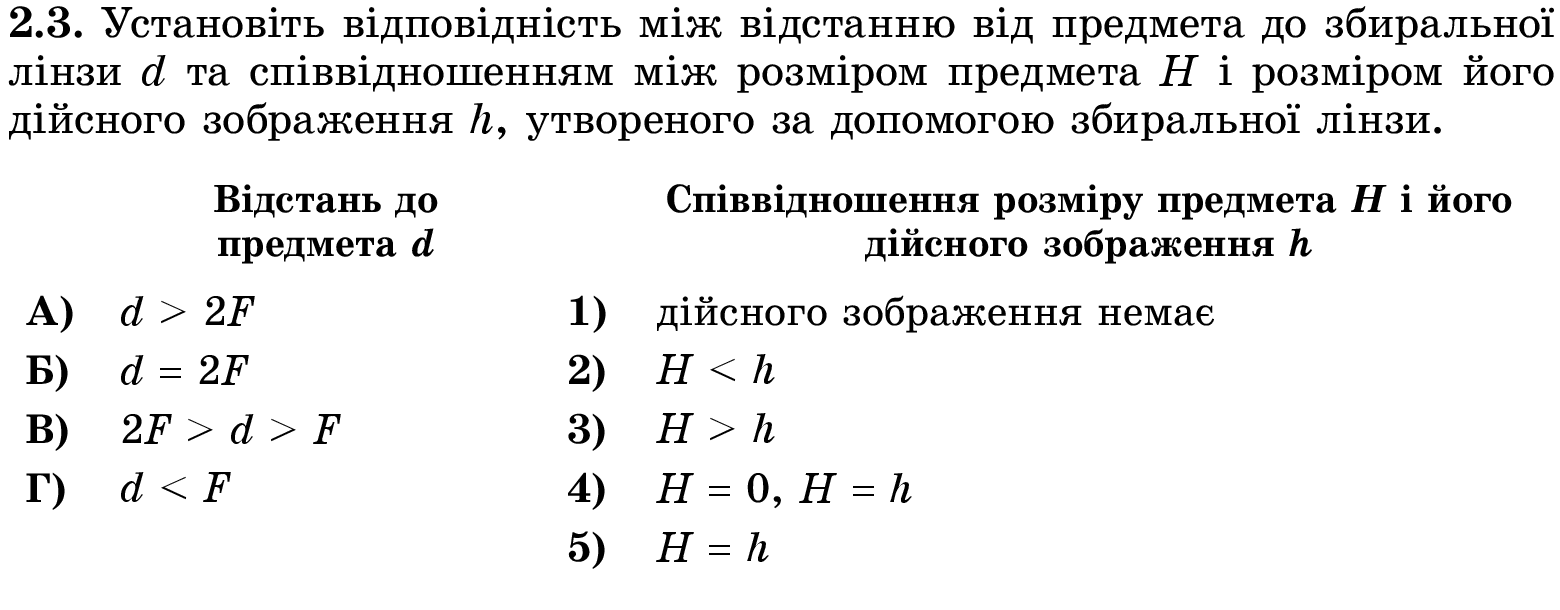 2.3. Установіть відповідність між відстанню від предмета до збиральної
лінзи d та співвідношенням між розміром предмета H і розміром його
дійсного зображення h, утвореного за допомогою збиральної лінзи.
Відстань до
предмета d
Співвідношення розміру предмета H і його
дійсного зображення h
А) d > 2F
Б) d = 2F
В) 2F > d > F
Г) d < F
1) дійсного зображення немає
2) H < h
3) H > h
4) H = 0, H = h
5) H = h